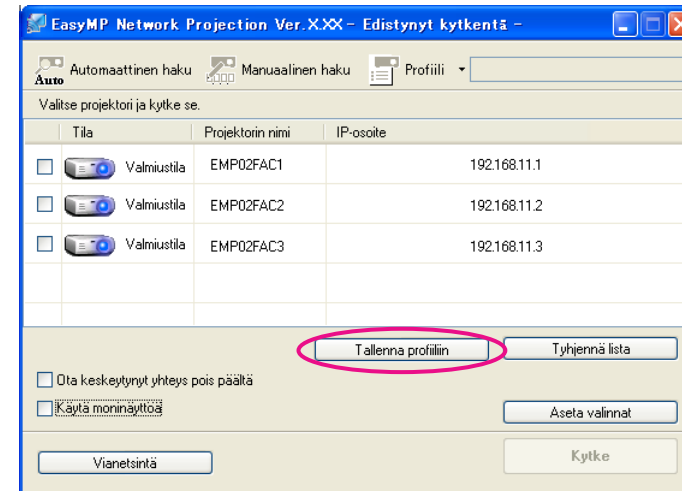 EasyMP Network Projection Ver.X.XX – Edistynyt kytkentä –
Auto Automaattinen haku Manuaalinen haku Profiili
Valitse projektori ja kytke se.
Tila Projektorin nimi IP-osoite
Valmiustila EMP02FAC1 192.168.11.1
Valmiustila EMP02FAC2 192.168.11.2
Valmiustila EMP02FAC3 192.168.11.3
Tallenna profiiliin Tyhjennä lista
Ota keskeytynyt yhteys pois päältä
Käytä moninäyttöä
Aseta valinnat
Vianetsintä Kytke